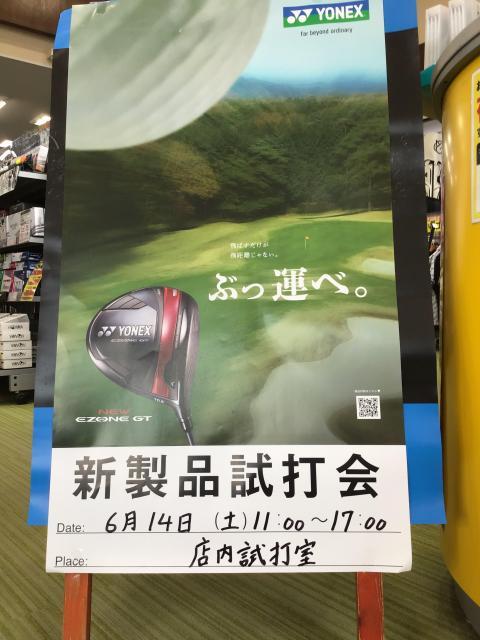 YONEX
for beyond ordinary
飛ばすだけが
飛距離じゃない。
ぶっ運べ。
YONEX
NEW
EZONE GT
新製品試打会
Date: 6月14日 (土) 11:00～17:00
Place: 店内試打室